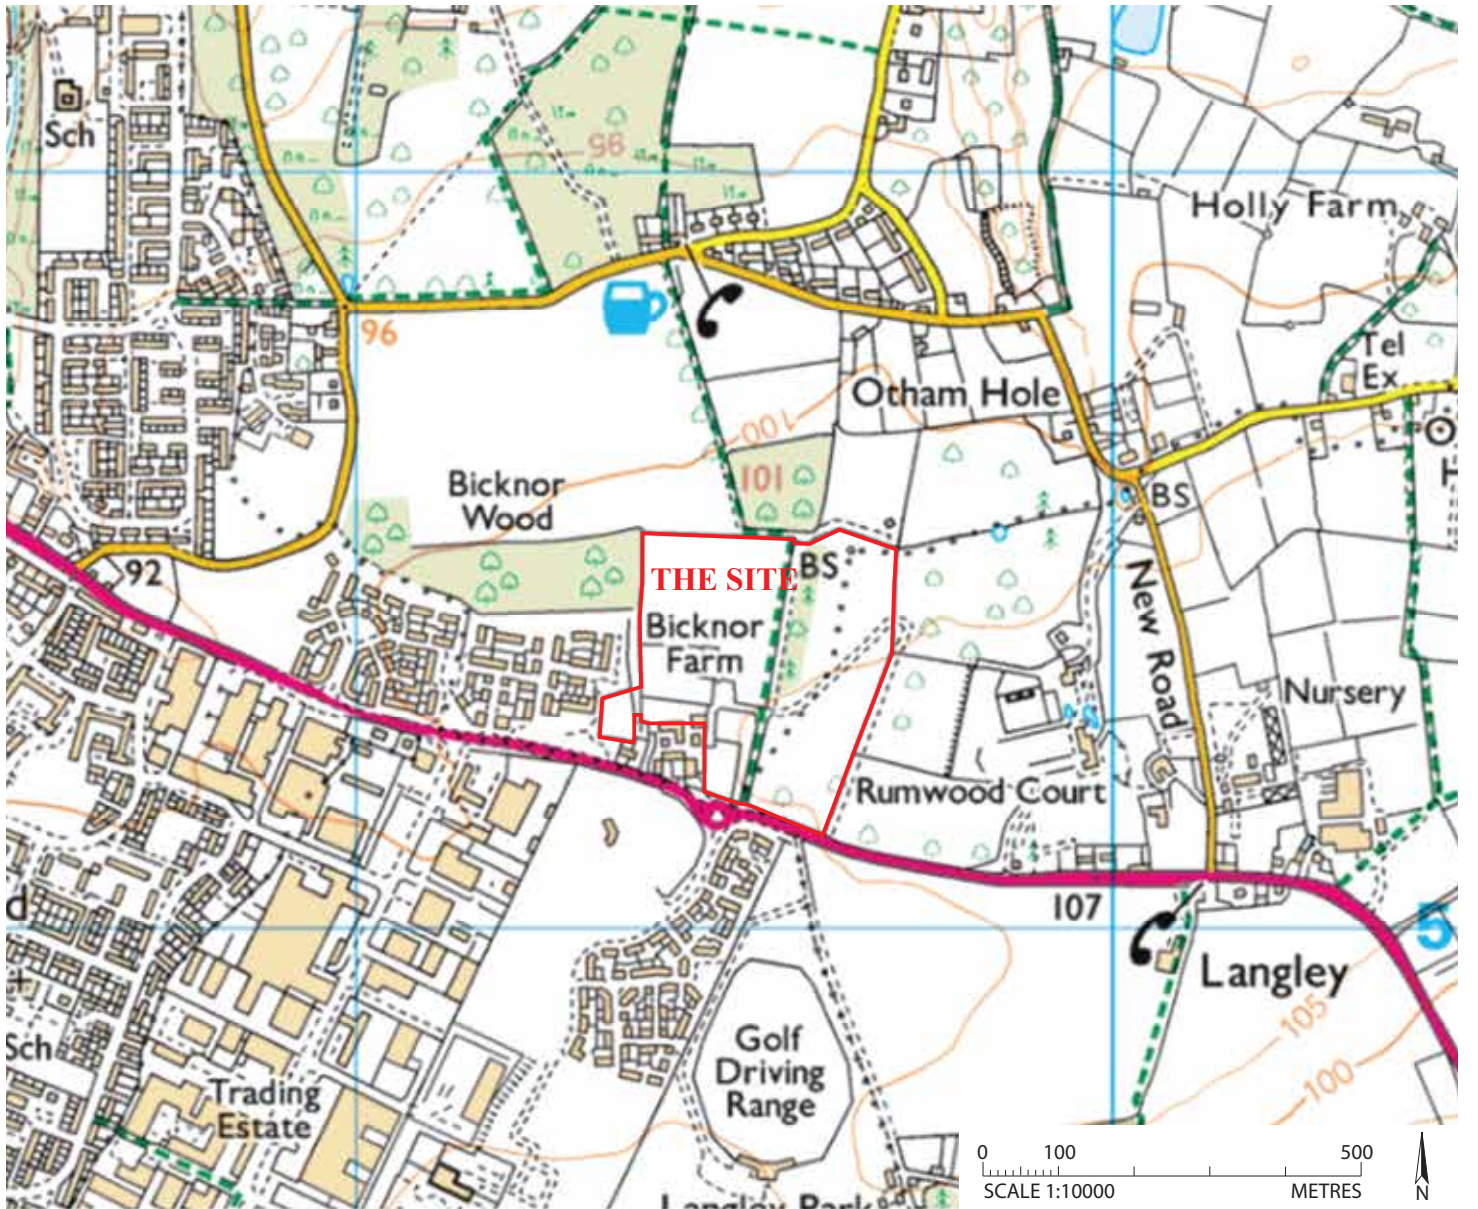 Sch
98
Holly Farm
96
Tel
Ex
Otham Hole
100
O
H
101
Bicknor
Wood
BS
BS
92
THE SITE
New Road
Bicknor
Farm
Nursery
Rumwood Court
107
d
5
Langley
105
Sch
Golf
Driving
Range
100
Trading
Estate
0 100 500
SCALE 1:10000 METRES
N
Langley Park